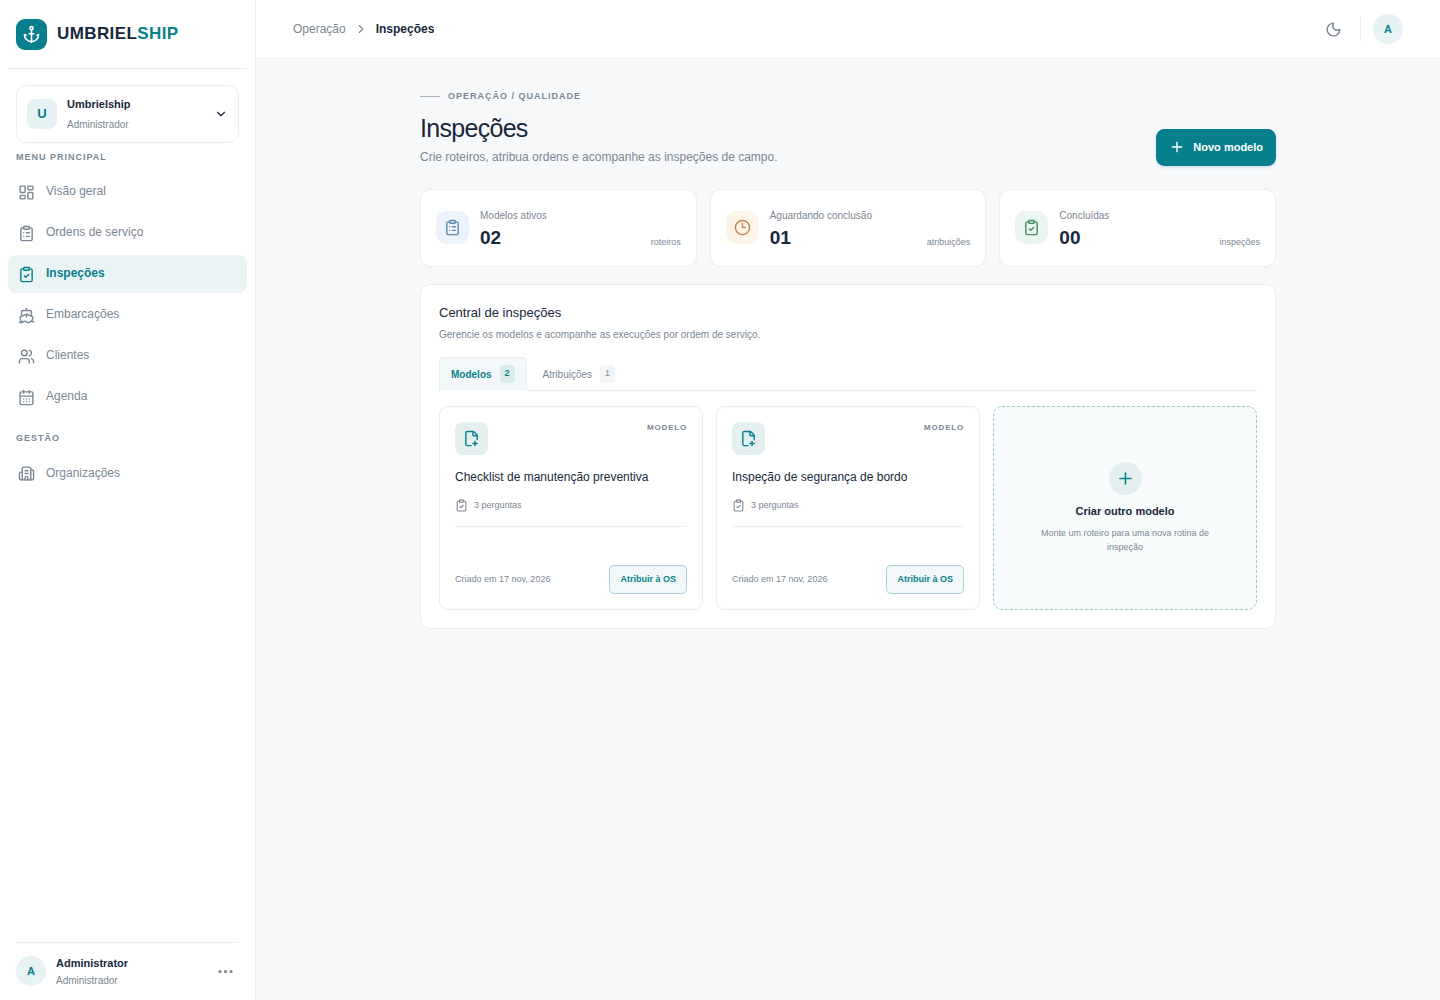 UMBRIELSHIP
U
Umbrielship
Administrador
MENU PRINCIPAL
Visão geral
Ordens de serviço
Inspeções
Embarcações
Clientes
Agenda
GESTÃO
Organizações
A
Administrator
Administrador
Operação > Inspeções
A
OPERAÇÃO / QUALIDADE
Inspeções
Crie roteiros, atribua ordens e acompanhe as inspeções de campo.
+ Novo modelo
Modelos ativos
02
roteiros
Aguardando conclusão
01
atribuições
Concluídas
00
inspeções
Central de inspeções
Gerencie os modelos e acompanhe as execuções por ordem de serviço.
Modelos 2
Atribuições 1
MODELO
Checklist de manutenção preventiva
3 perguntas
Criado em 17 nov, 2026
Atribuir à OS
MODELO
Inspeção de segurança de bordo
3 perguntas
Criado em 17 nov, 2026
Atribuir à OS
Criar outro modelo
Monte um roteiro para uma nova rotina de
inspeção